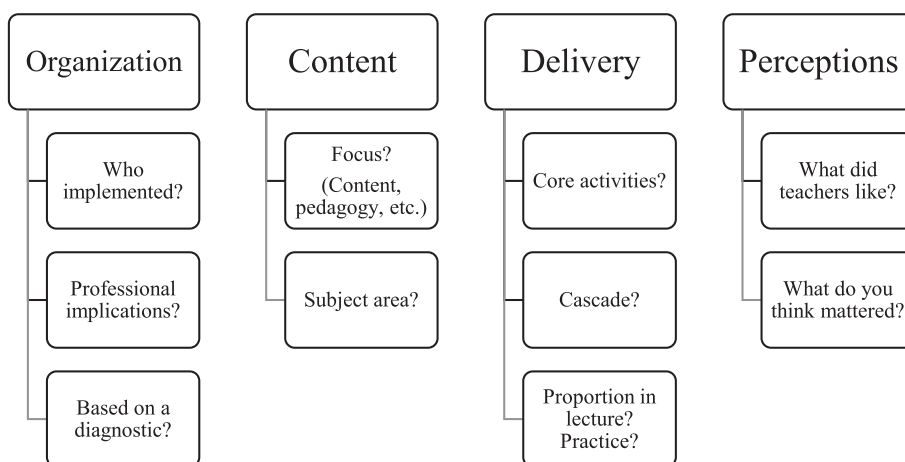 Organization
Who
implemented?
Professional
implications?
Based on a
diagnostic?
Content
Focus?
(Content,
pedagogy, etc.)
Subject area?
Delivery
Core activities?
Cascade?
Proportion in
lecture?
Practice?
Perceptions
What did
teachers like?
What do you
think mattered?